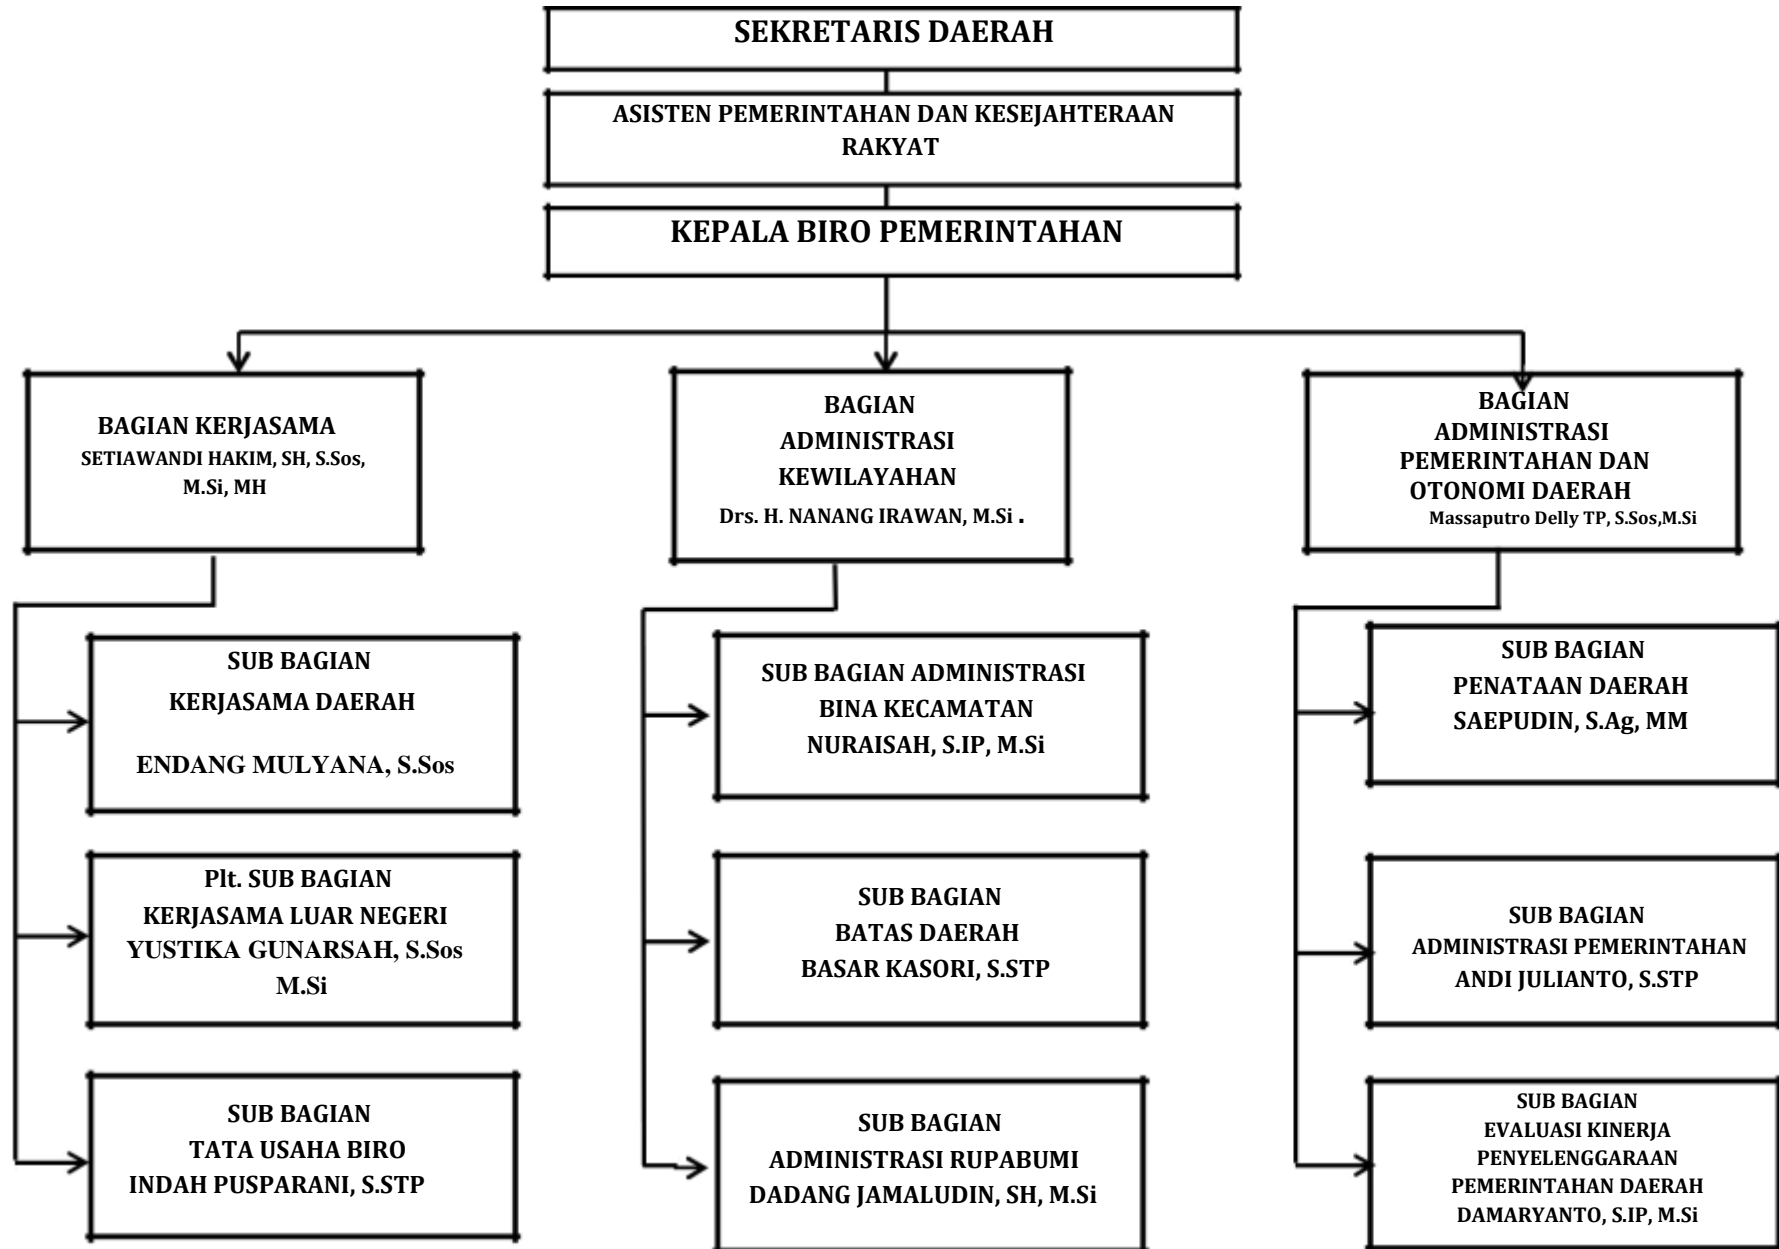 SEKRETARIS DAERAH
ASISTEN PEMERINTAHAN DAN KESEJAHTERAAN
RAKYAT
KEPALA BIRO PEMERINTAHAN
BAGIAN KERJASAMA
SETIAWANDI HAKIM, SH, S.Sos,
M.Si, MH
BAGIAN
ADMINISTRASI
KEWILAYAHAN
Drs. H. NANANG IRAWAN, M.Si .
BAGIAN
ADMINISTRASI
PEMERINTAHAN DAN
OTONOMI DAERAH
Massaputro Delly TP, S.Sos,M.Si
SUB BAGIAN
KERJASAMA DAERAH
ENDANG MULYANA, S.Sos
Plt. SUB BAGIAN
KERJASAMA LUAR NEGERI
YUSTIKA GUNARSAH, S.Sos
M.Si
SUB BAGIAN
TATA USAHA BIRO
INDAH PUSPARANI, S.STP
SUB BAGIAN ADMINISTRASI
BINA KECAMATAN
NURAISAH, S.IP, M.Si
SUB BAGIAN
BATAS DAERAH
BASAR KASORI, S.STP
SUB BAGIAN
ADMINISTRASI RUPABUMI
DADANG JAMALUDIN, SH, M.Si
SUB BAGIAN
PENATAAN DAERAH
SAEPUDIN, S.Ag, MM
SUB BAGIAN
ADMINISTRASI PEMERINTAHAN
ANDI JULIANTO, S.STP
SUB BAGIAN
EVALUASI KINERJA
PENYELENGGARAAN
PEMERINTAHAN DAERAH
DAMARYANTO, S.IP, M.Si